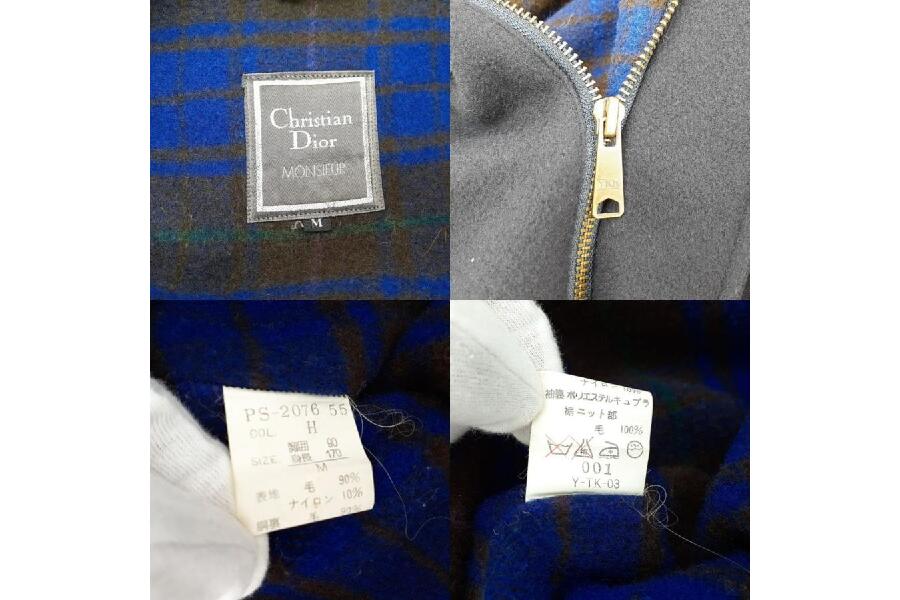 Christian
Dior
MONSIEUR
M
PS-2076 55
COL. H
胸囲 90
SIZE. 身長 170
M
表地 毛 90%
ナイロン 10%
胴裏 毛
袖裏 ポリエステル キュプラ
裾ニット部
毛 100%
001
Y-TK-03